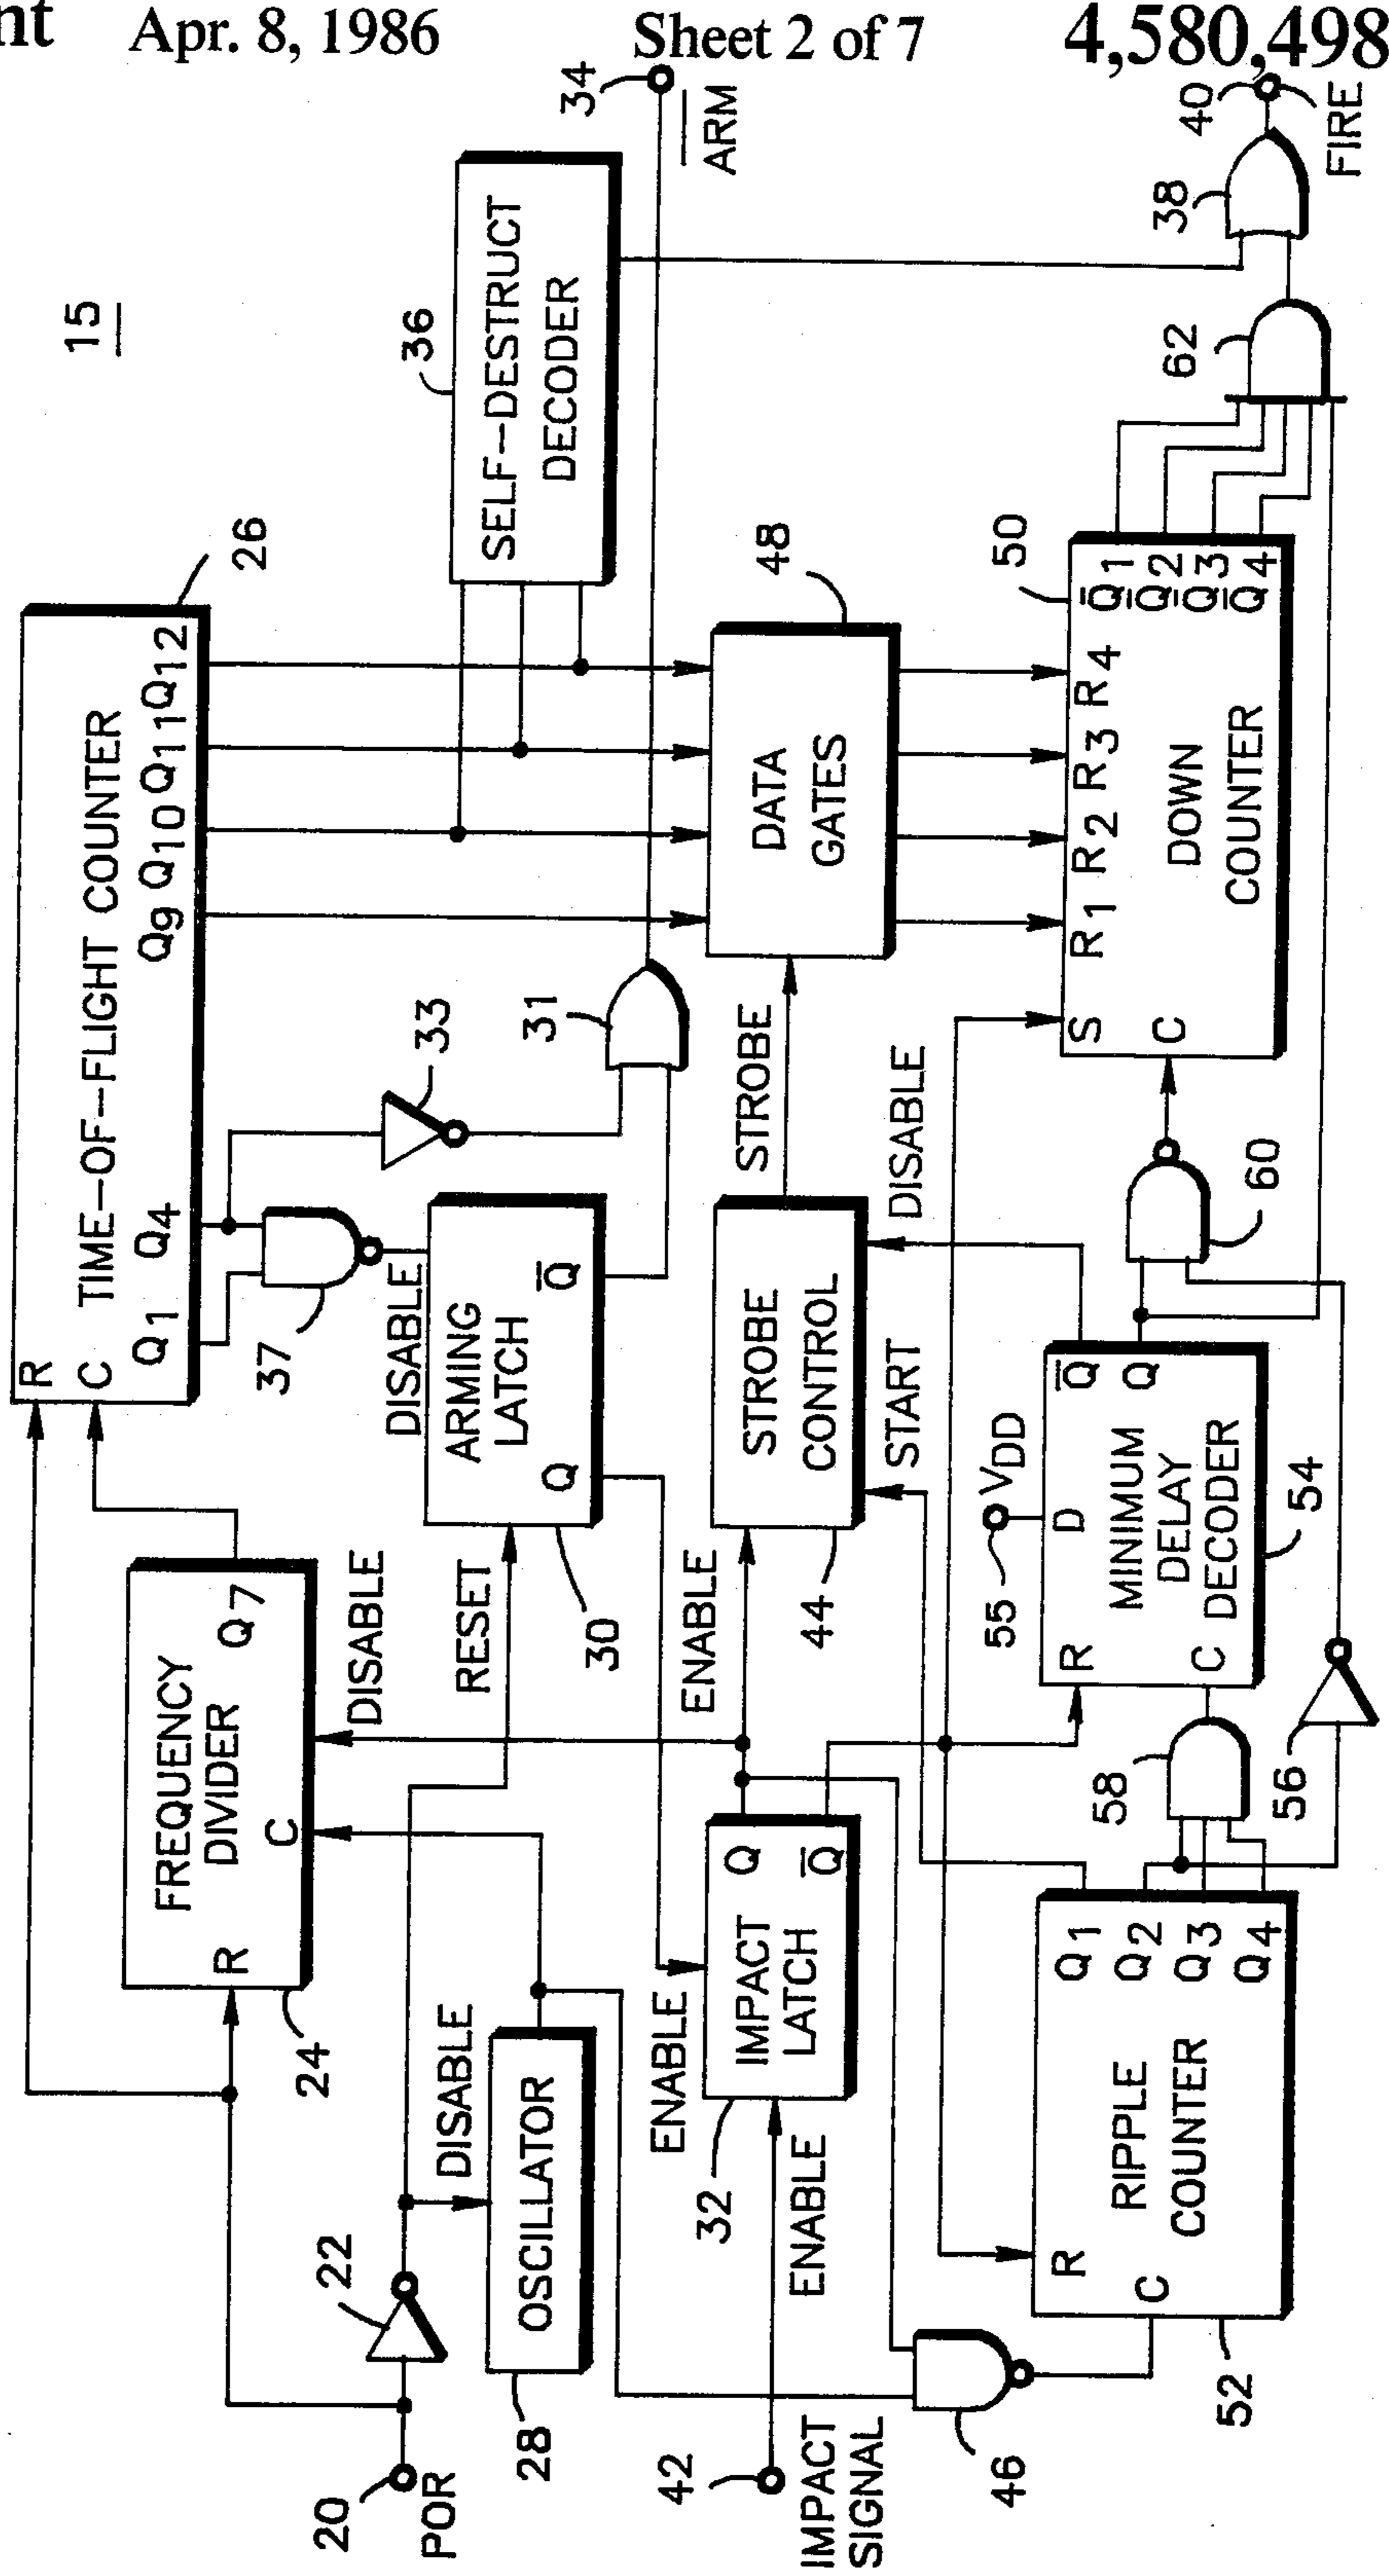 nt Apr. 8, 1986 Sheet 2 of 7 4,580,498
15
R
C
TIME-OF-FLIGHT COUNTER
Q1
Q4
Q9
Q10
Q11
Q12
26
FREQUENCY
DIVIDER
R
C
Q7
24
DISABLE
37
33
DISABLE
ARMING
LATCH
Q
Q̅
30
RESET
31
34
A̅R̅M̅
36
SELF-DESTRUCT
DECODER
20
POR
22
DISABLE
OSCILLATOR
28
ENABLE
IMPACT
LATCH
Q
Q̅
32
ENABLE
42
IMPACT
SIGNAL
ENABLE
STROBE
CONTROL
44
STROBE
START
DISABLE
DATA
GATES
48
46
RIPPLE
COUNTER
R
C
Q1
Q2
Q3
Q4
52
58
56
55
VDD
MINIMUM
DELAY
DECODER
D
R
C
Q̅
Q
54
60
DOWN
COUNTER
S
C
R1
R2
R3
R4
Q̅1
Q̅2
Q̅3
Q̅4
50
62
38
40
FIRE